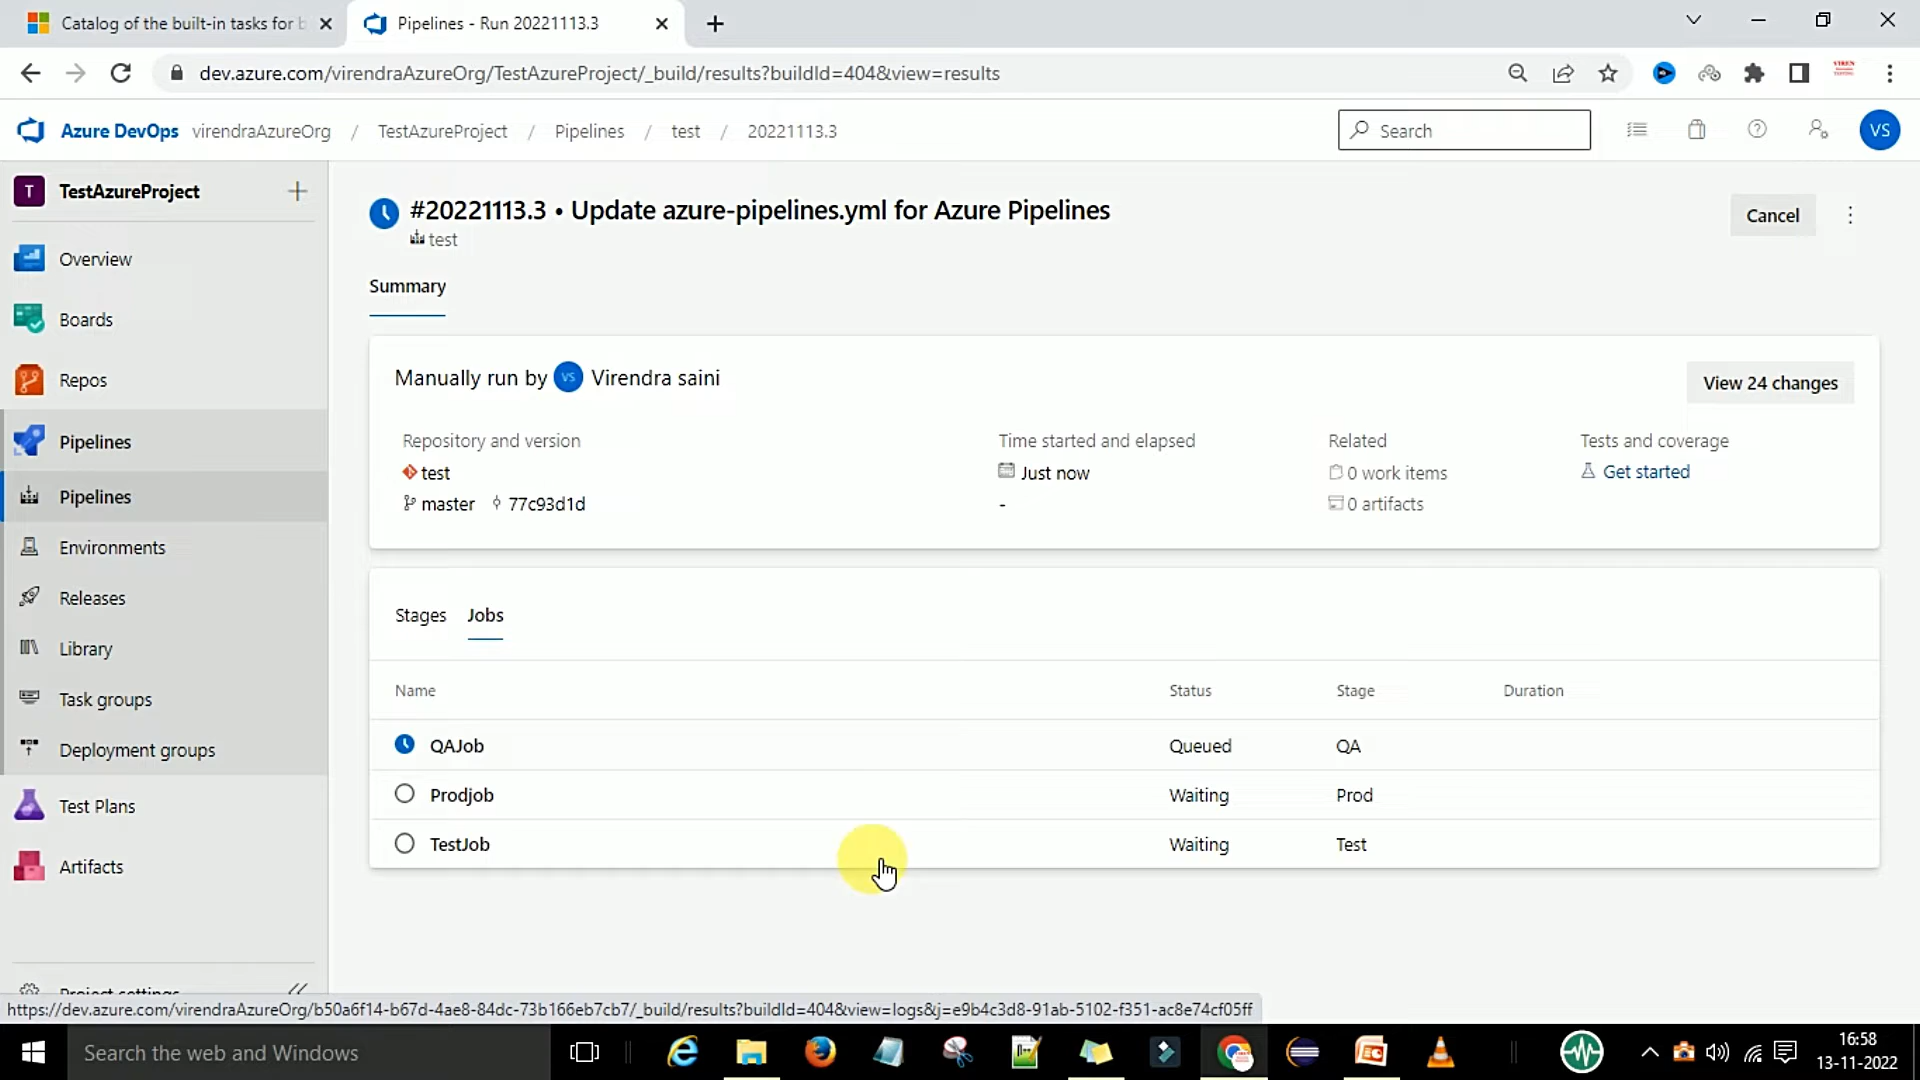 Catalog of the built-in tasks for b
Pipelines - Run 20221113.3
dev.azure.com/virendraAzureOrg/TestAzureProject/_build/results?buildId=404&view=results
Azure DevOps virendraAzureOrg / TestAzureProject / Pipelines / test / 20221113.3
Search
VS
T TestAzureProject
Overview
Boards
Repos
Pipelines
Pipelines
Environments
Releases
Library
Task groups
Deployment groups
Test Plans
Artifacts
Project settings
#20221113.3 • Update azure-pipelines.yml for Azure Pipelines
test
Cancel
Summary
Manually run by VS Virendra saini
View 24 changes
Repository and version
test
master 77c93d1d
Time started and elapsed
Just now
-
Related
0 work items
0 artifacts
Tests and coverage
Get started
Stages Jobs
Name Status Stage Duration
QAJob Queued QA
Prodjob Waiting Prod
TestJob Waiting Test
https://dev.azure.com/virendraAzureOrg/b50a6f14-b67d-4ae8-84dc-73b166eb7cb7/_build/results?buildId=404&view=logs&j=e9b4c3d8-91ab-5102-f351-ac8e74cf05ff
Search the web and Windows
16:58
13-11-2022